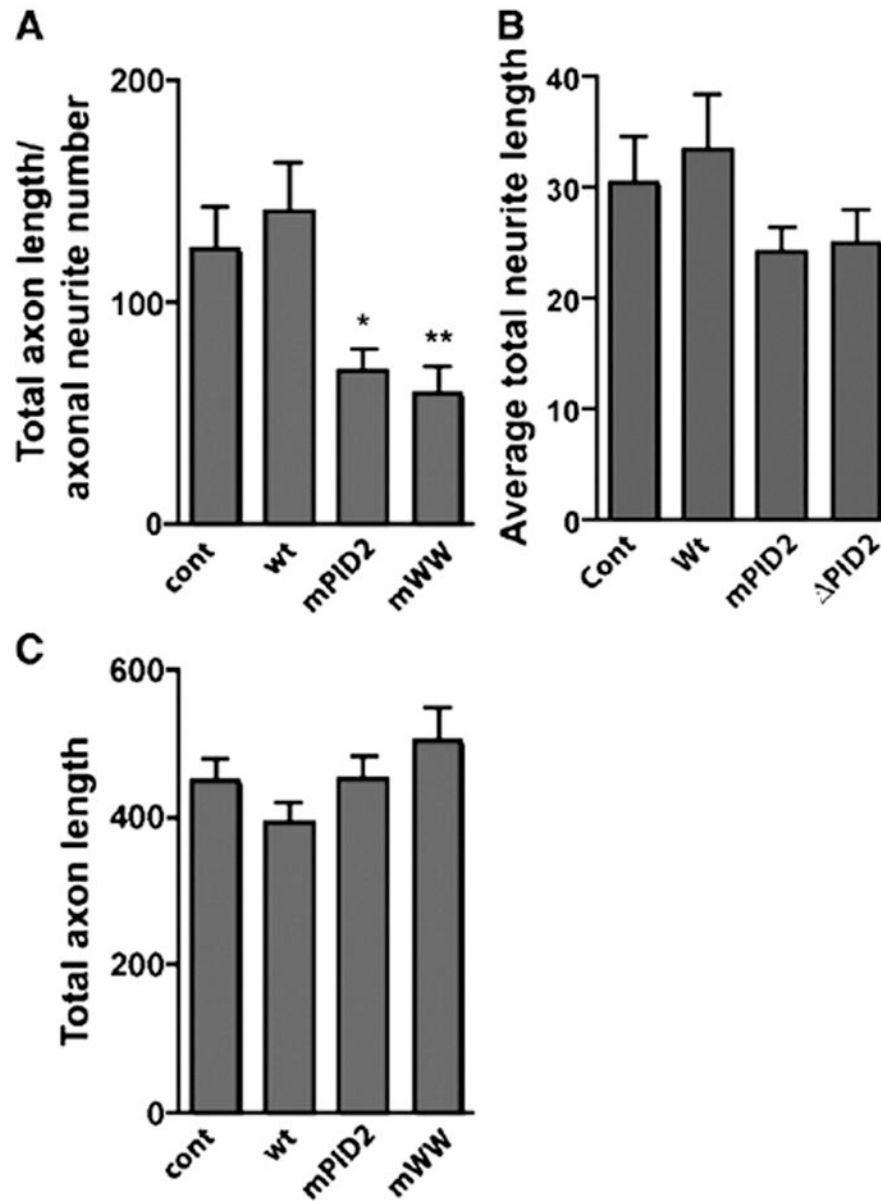 A
Total axon length/
axonal neurite number
200
100
0
*
**
cont
wt
mPID2
mWW
B
Average total neurite length
40
30
20
10
0
Cont
Wt
mPID2
ΔPID2
C
Total axon length
600
400
200
0
cont
wt
mPID2
mWW